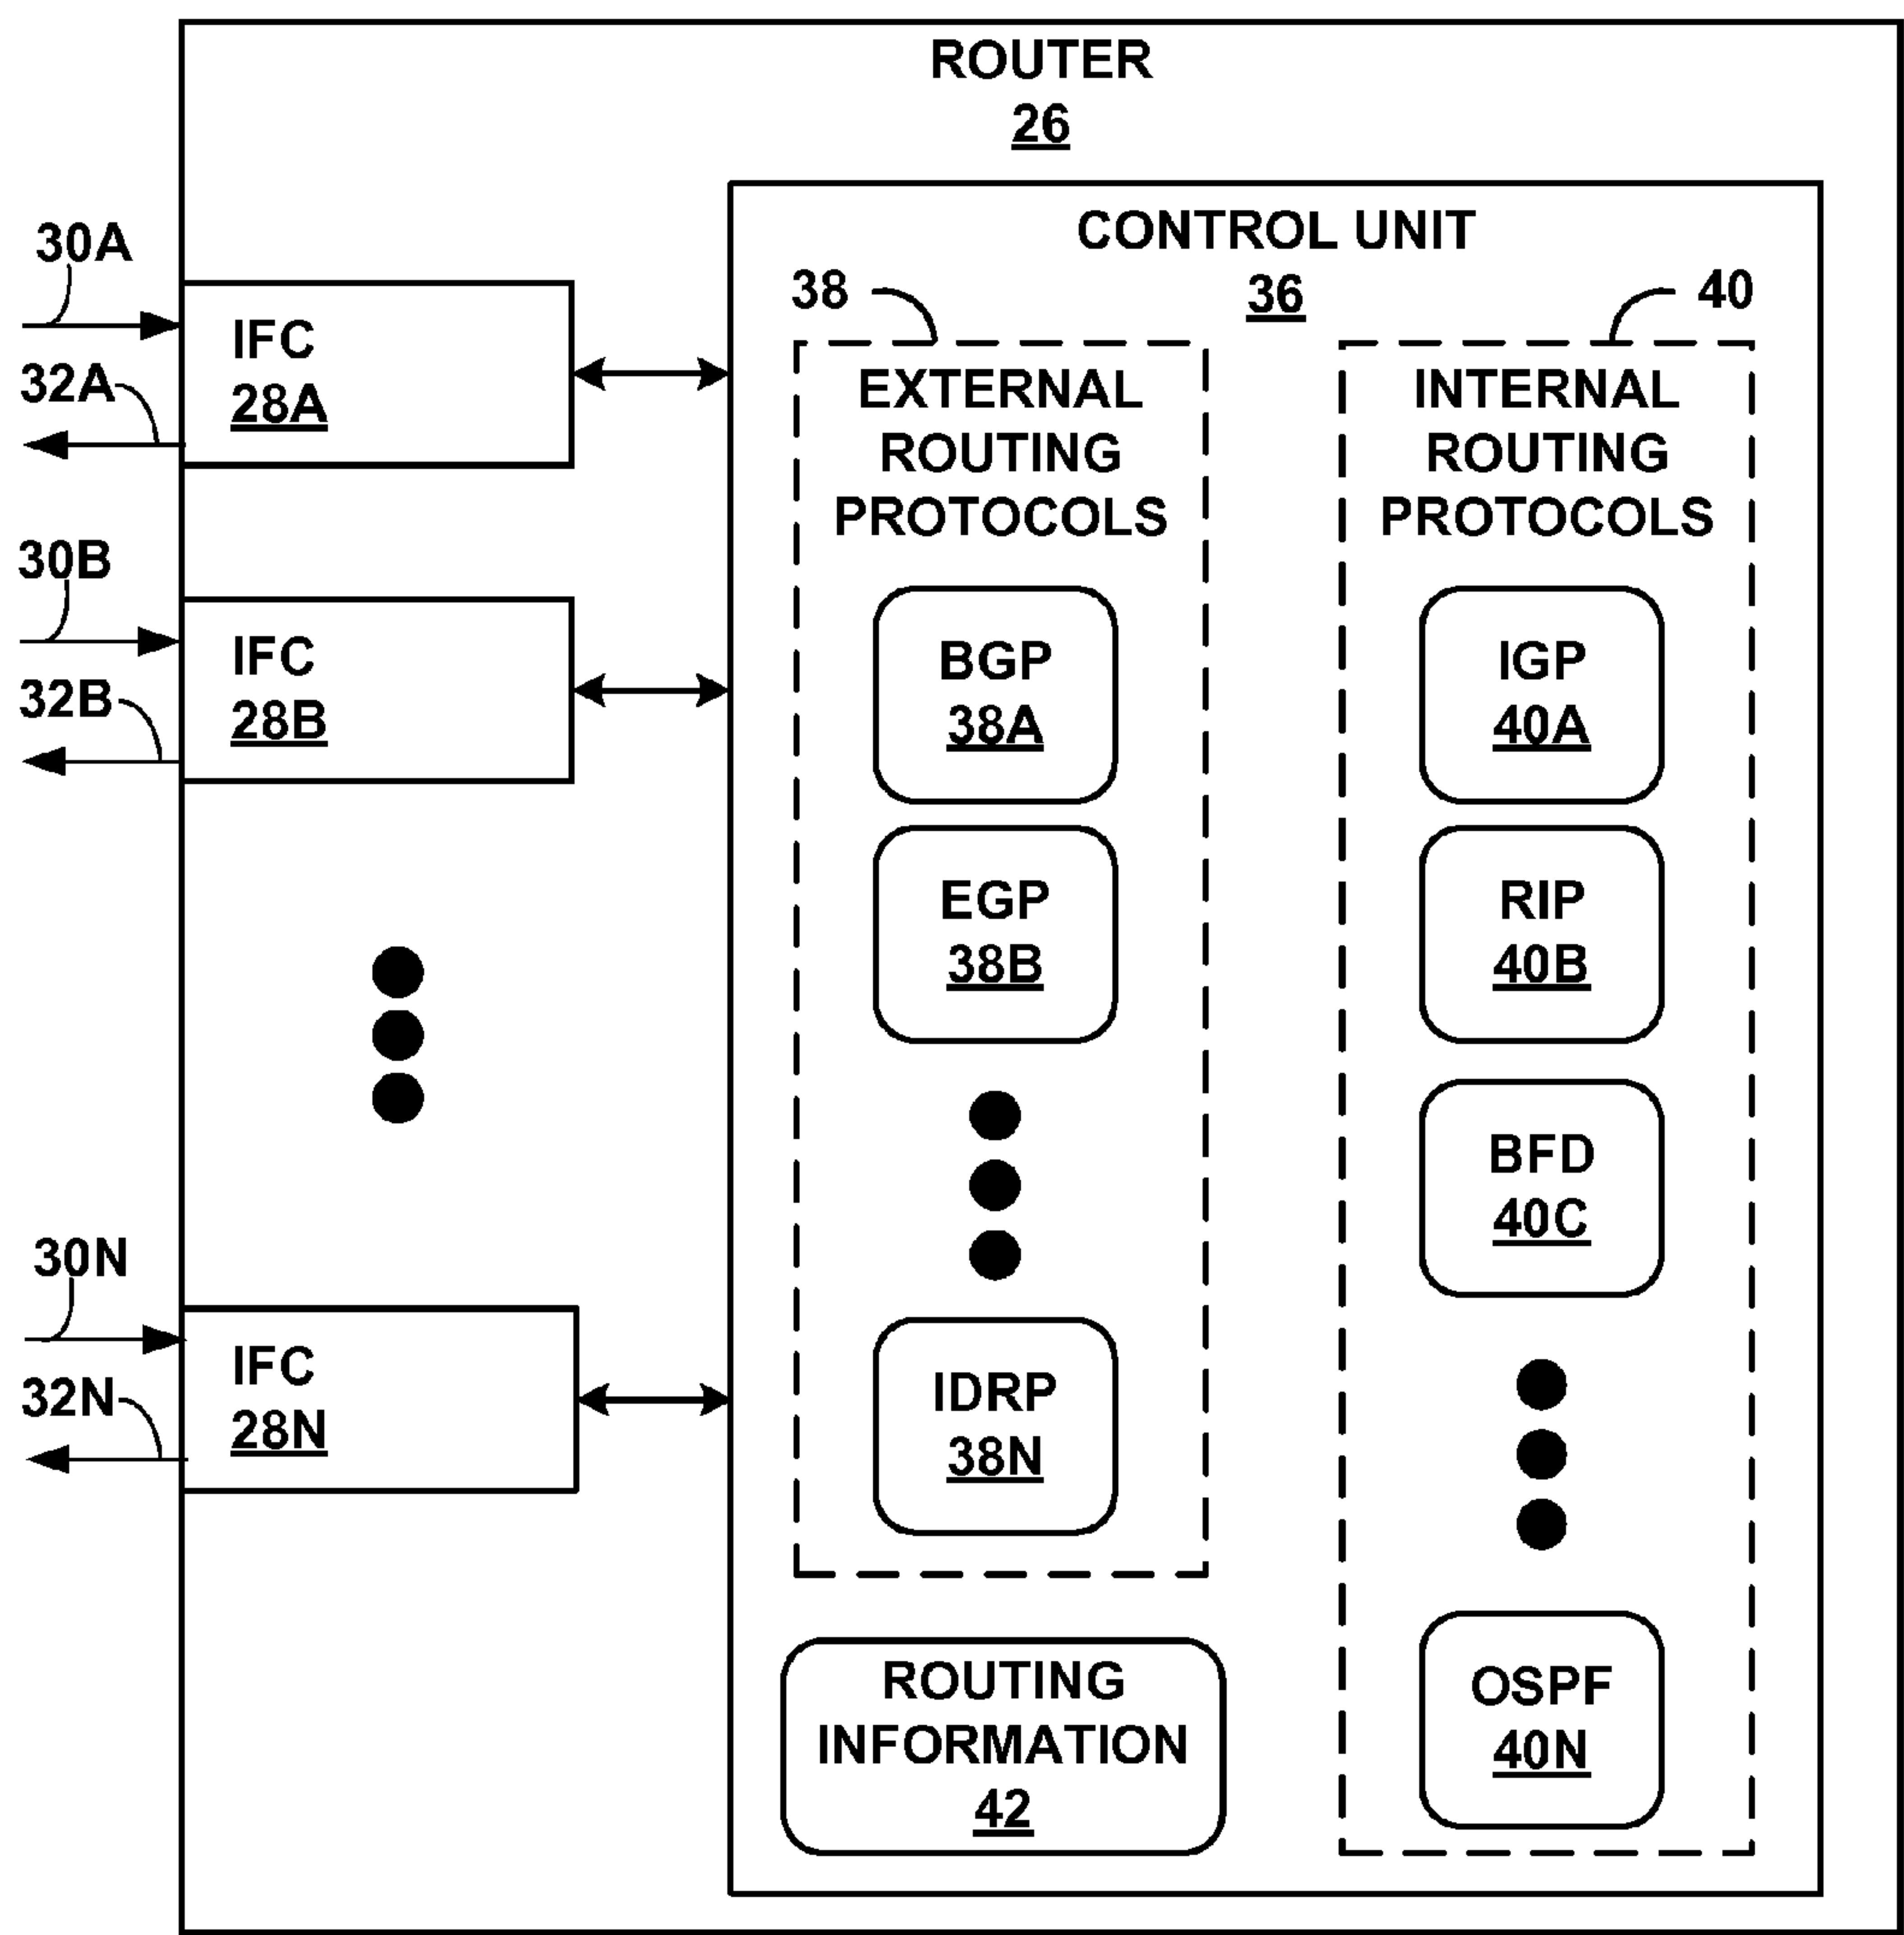 ROUTER
26
CONTROL UNIT
36
30A
32A
IFC
28A
30B
32B
IFC
28B
30N
32N
IFC
28N
38
EXTERNAL
ROUTING
PROTOCOLS
BGP
38A
EGP
38B
IDRP
38N
40
INTERNAL
ROUTING
PROTOCOLS
IGP
40A
RIP
40B
BFD
40C
OSPF
40N
ROUTING
INFORMATION
42